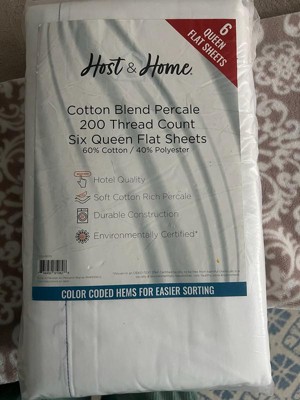 6
QUEEN
FLAT SHEETS
Host & Home
Cotton Blend Percale
200 Thread Count
Six Queen Flat Sheets
60% Cotton / 40% Polyester
Hotel Quality
Soft Cotton Rich Percale
Durable Construction
Environmentally Certified*
COLOR CODED HEMS FOR EASIER SORTING